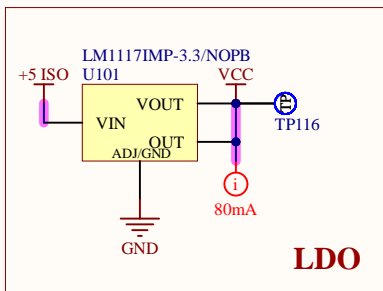 LM1117IMP-3.3/NOPB
+5 ISO
U101
VCC
VOUT
TP
VIN
TP116
OUT
ADJ/GND
i
80mA
GND
LDO